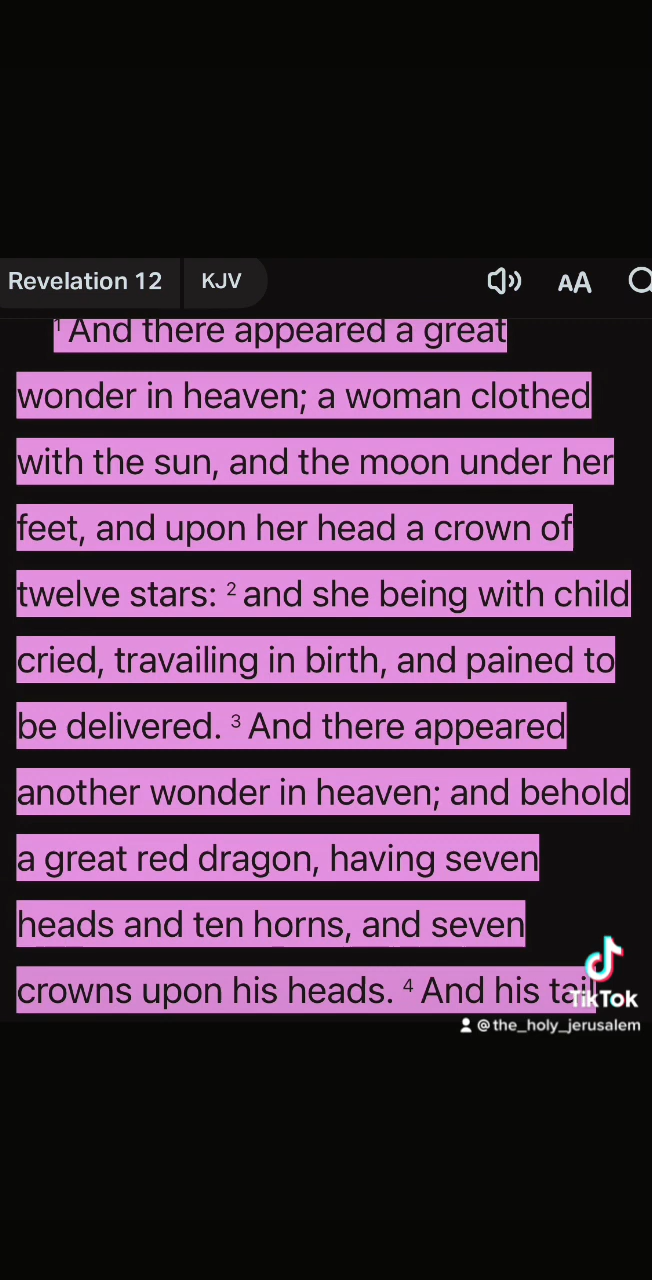 Revelation 12 KJV AA
1 And there appeared a great
wonder in heaven; a woman clothed
with the sun, and the moon under her
feet, and upon her head a crown of
twelve stars: 2 and she being with child
cried, travailing in birth, and pained to
be delivered. 3 And there appeared
another wonder in heaven; and behold
a great red dragon, having seven
heads and ten horns, and seven
crowns upon his heads. 4 And his tail
TikTok
@the_holy_jerusalem